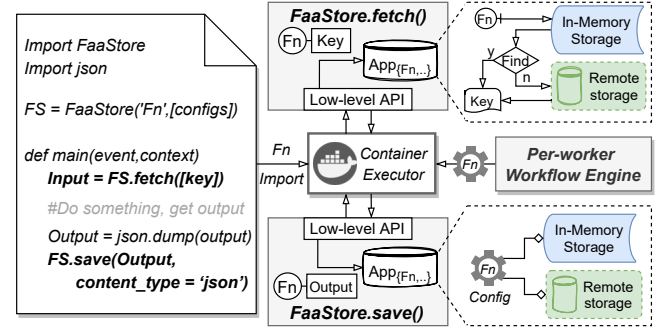 Import FaaStore
Import json
FS = FaaStore('Fn',[configs])
def main(event,context)
Input = FS.fetch([key])
#Do something, get output
Output = json.dump(output)
FS.save(Output,
content_type = ‘json’)
Fn
Import
FaaStore.fetch()
Fn
Key
App{Fn,..}
Low-level API
Container
Executor
Low-level API
App{Fn,..}
Fn
Output
FaaStore.save()
Fn
In-Memory
Storage
y
Find
n
Remote
storage
Key
Fn
Per-worker
Workflow Engine
In-Memory
Storage
Fn
Config
Remote
storage